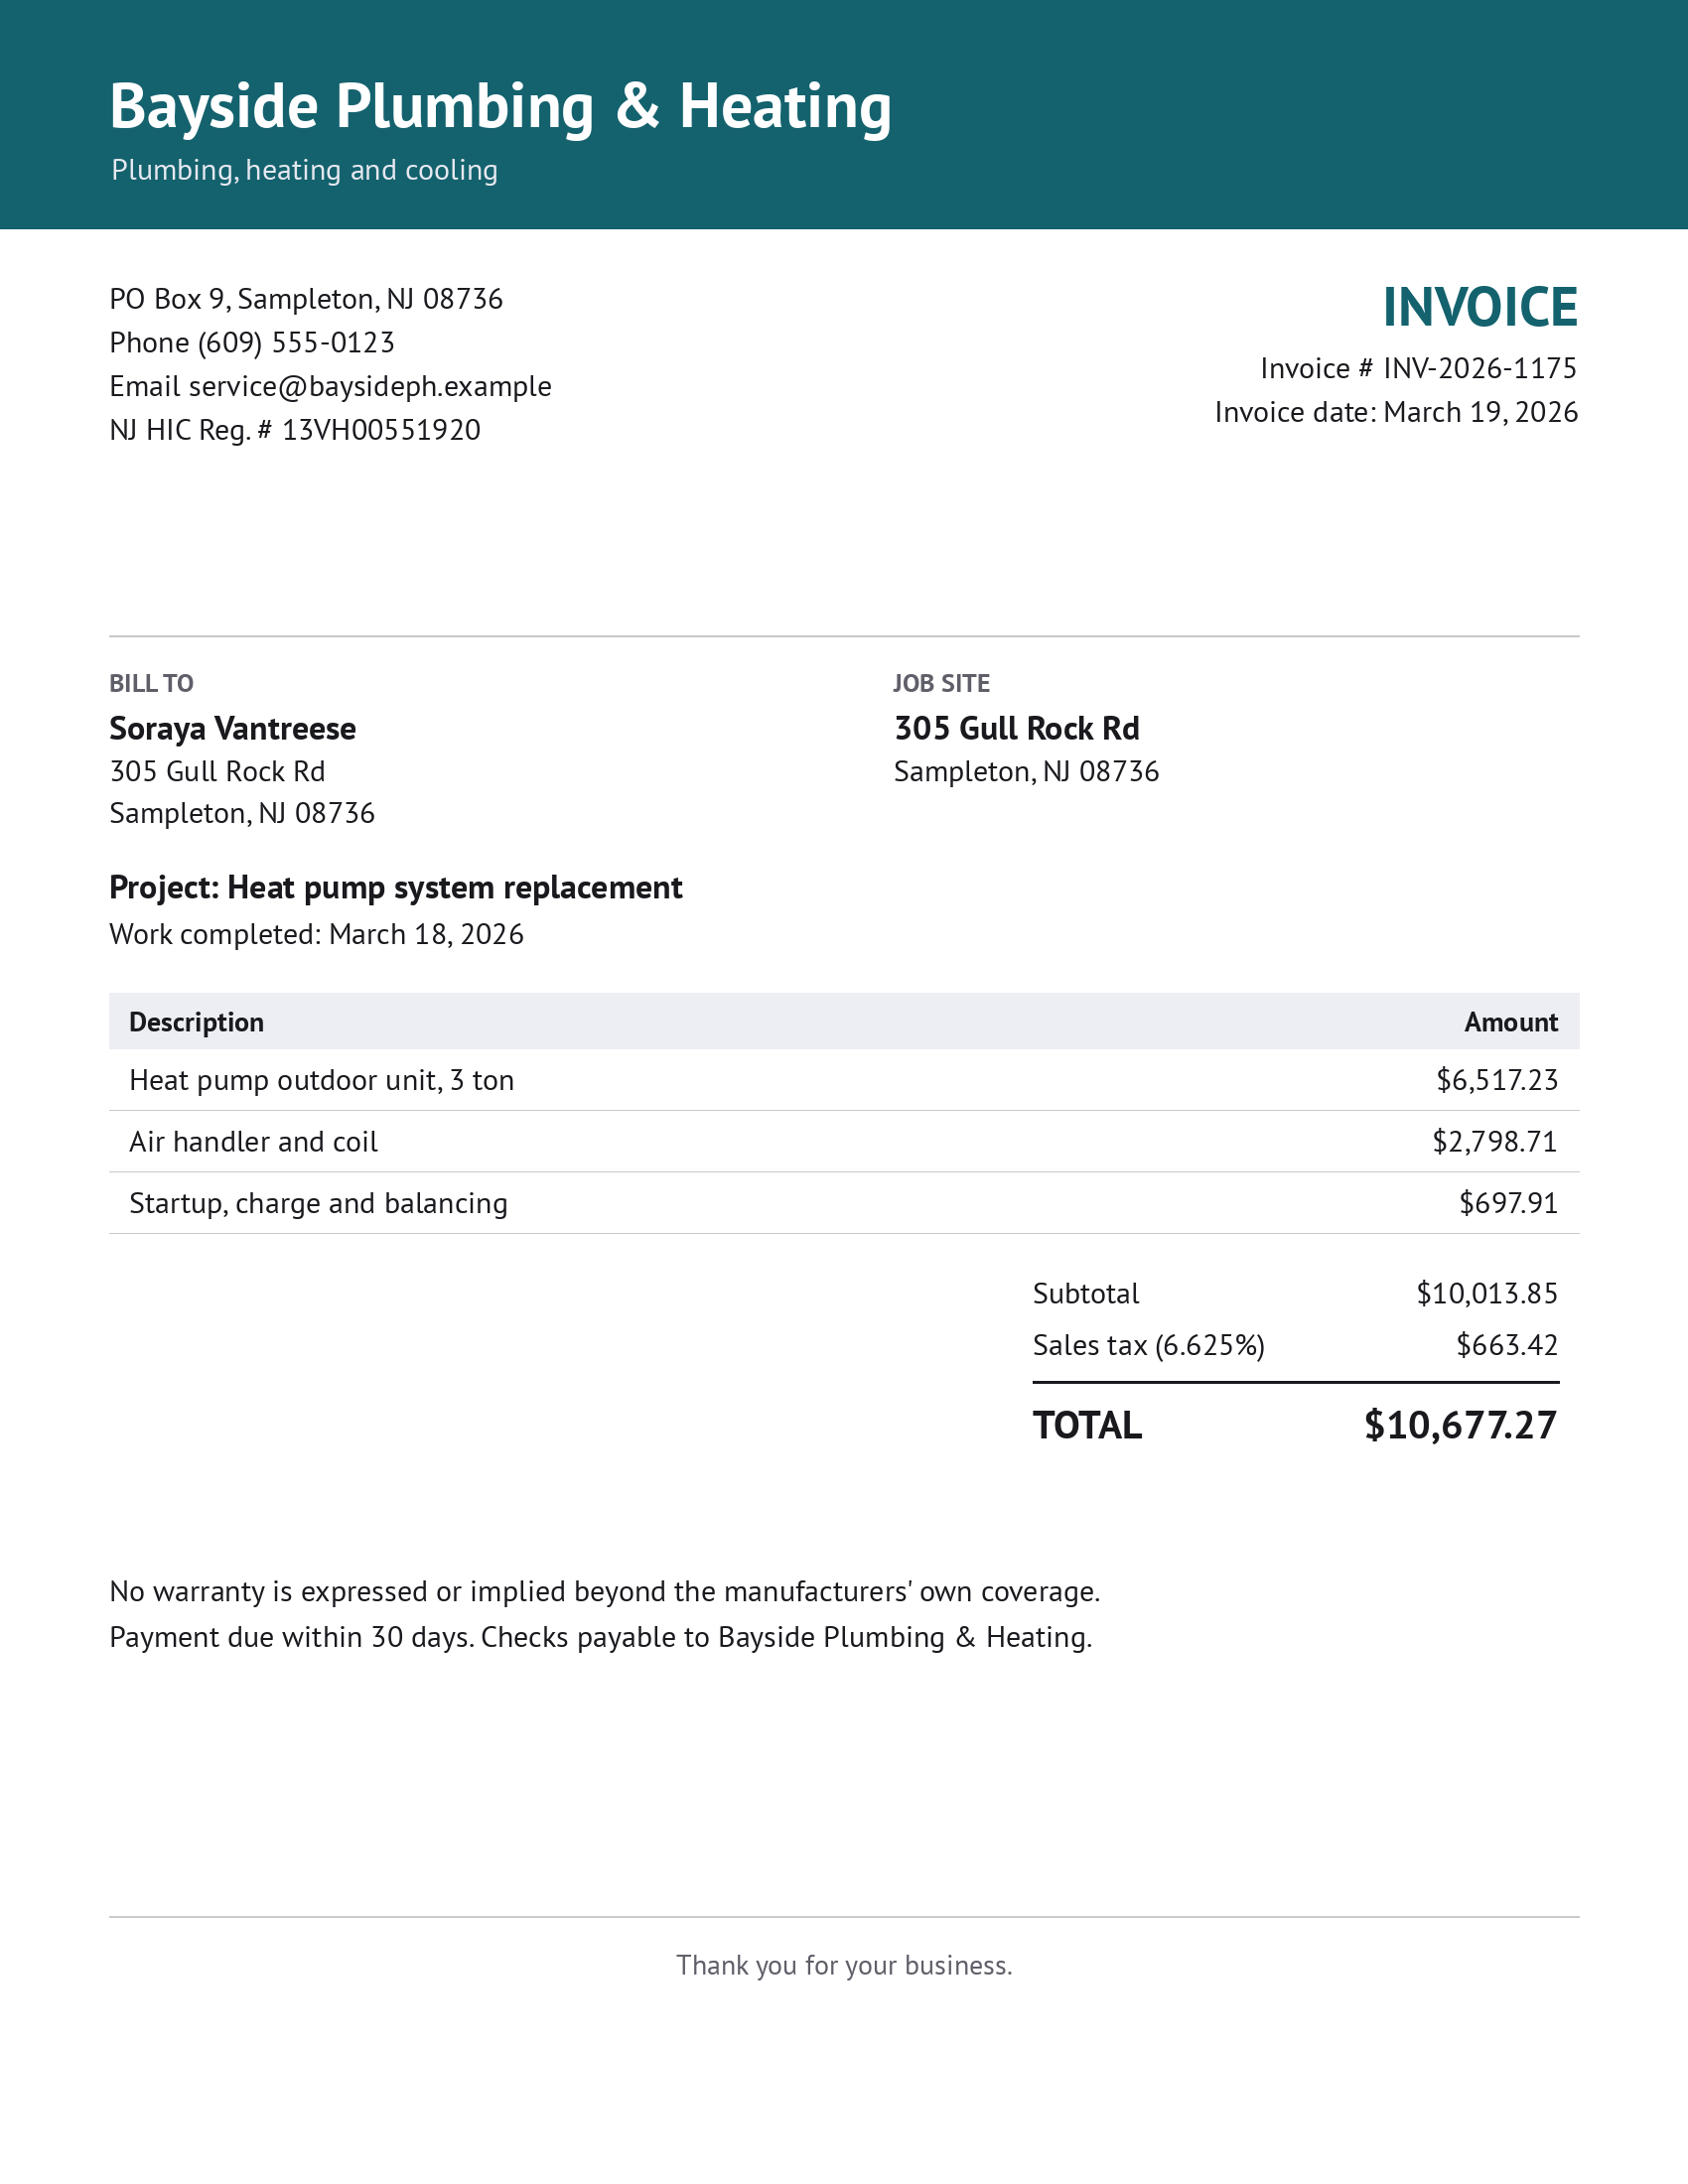 Bayside Plumbing & Heating
Plumbing, heating and cooling
PO Box 9, Sampleton, NJ 08736
Phone (609) 555-0123
Email service@baysideph.example
NJ HIC Reg. # 13VH00551920
INVOICE
Invoice # INV-2026-1175
Invoice date: March 19, 2026
BILL TO
Soraya Vantreese
305 Gull Rock Rd
Sampleton, NJ 08736
JOB SITE
305 Gull Rock Rd
Sampleton, NJ 08736
Project: Heat pump system replacement
Work completed: March 18, 2026
Description Amount
Heat pump outdoor unit, 3 ton $6,517.23
Air handler and coil $2,798.71
Startup, charge and balancing $697.91
Subtotal $10,013.85
Sales tax (6.625%) $663.42
TOTAL $10,677.27
No warranty is expressed or implied beyond the manufacturers' own coverage.
Payment due within 30 days. Checks payable to Bayside Plumbing & Heating.
Thank you for your business.